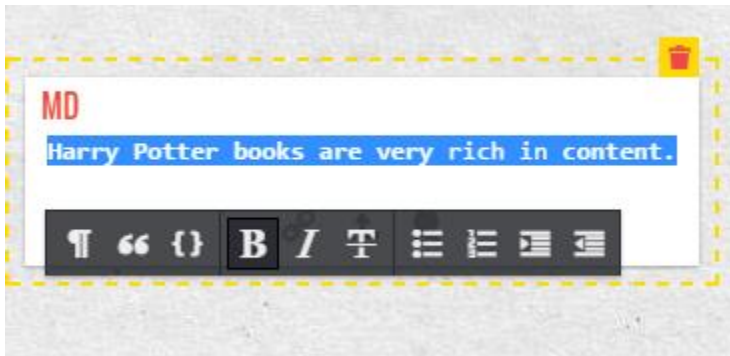 MD
Harry Potter books are very rich in content.
¶ “ {} B I T